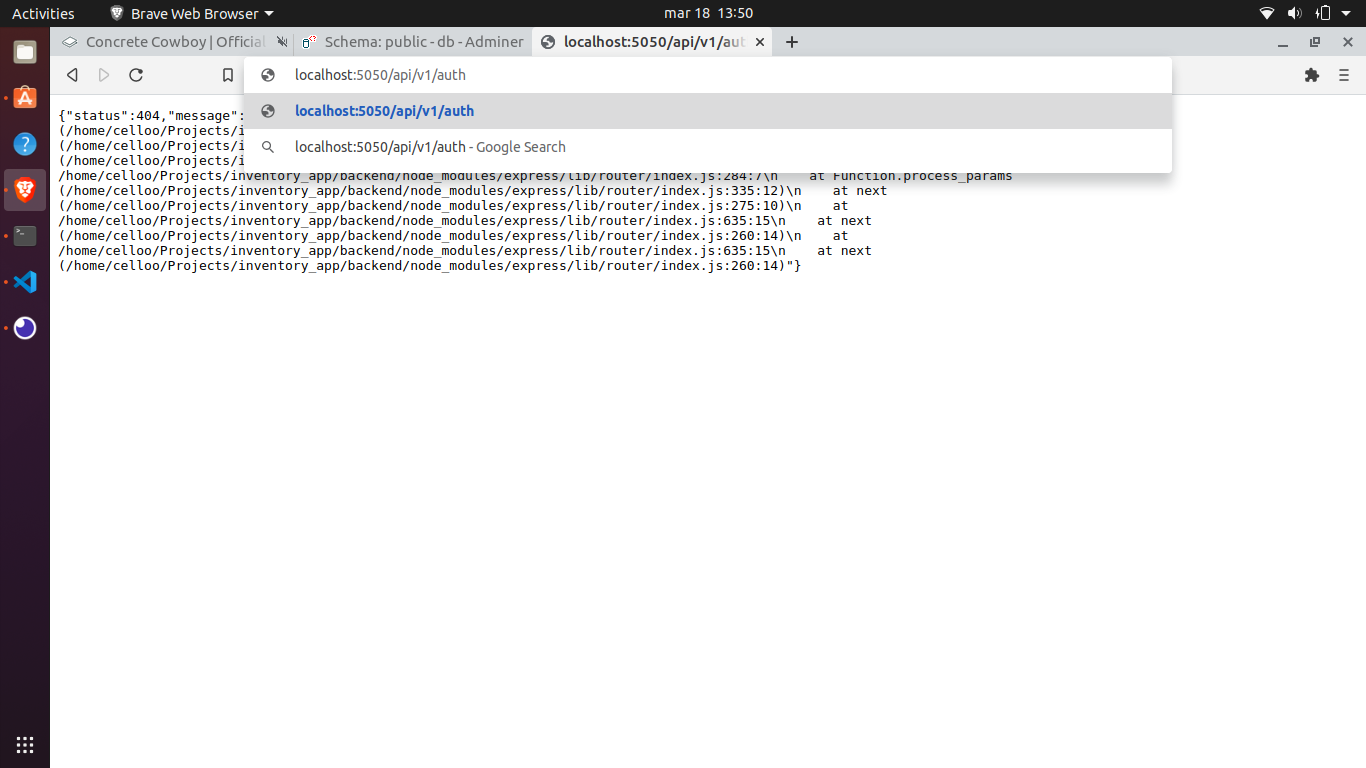 Activities
Brave Web Browser
mar 18 13:50
Concrete Cowboy | Official
Schema: public - db - Adminer
localhost:5050/api/v1/aut
localhost:5050/api/v1/auth
localhost:5050/api/v1/auth
localhost:5050/api/v1/auth - Google Search
{"status":404,"message":
(/home/celloo/Projects/i
(/home/celloo/Projects/i
(/home/celloo/Projects/i
/home/celloo/Projects/inventory_app/backend/node_modules/express/lib/router/index.js:284:7\n    at Function.process_params
(/home/celloo/Projects/inventory_app/backend/node_modules/express/lib/router/index.js:335:12)\n    at next
(/home/celloo/Projects/inventory_app/backend/node_modules/express/lib/router/index.js:275:10)\n    at
/home/celloo/Projects/inventory_app/backend/node_modules/express/lib/router/index.js:635:15\n    at next
(/home/celloo/Projects/inventory_app/backend/node_modules/express/lib/router/index.js:260:14)\n    at
/home/celloo/Projects/inventory_app/backend/node_modules/express/lib/router/index.js:635:15\n    at next
(/home/celloo/Projects/inventory_app/backend/node_modules/express/lib/router/index.js:260:14)"}